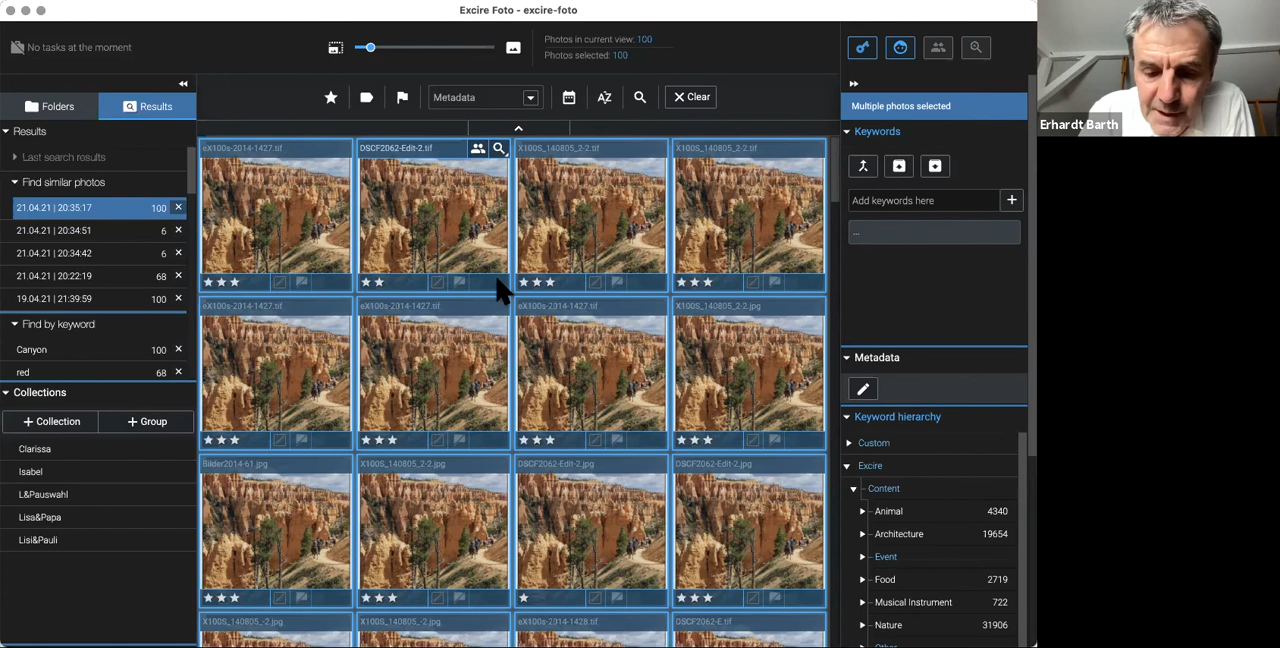 Excire Foto - excire-foto
No tasks at the moment
Photos in current view: 100
Photos selected: 100
Folders
Results
Metadata
Clear
Multiple photos selected
Erhardt Barth
Results
Last search results
Find similar photos
21.04.21 | 20:35:17 100
21.04.21 | 20:34:51 6
21.04.21 | 20:34:42 6
21.04.21 | 20:22:19 68
19.04.21 | 21:39:59 100
Find by keyword
Canyon 100
red 68
Collections
+ Collection
+ Group
Clarissa
Isabel
L&Pauswahl
Lisa&Papa
Lisi&Pauli
eX100s-2014-1427.tif
DSCF2062-Edit-2.tif
X100S_140805_2-2.tif
X100S_140805_2-2.tif
eX100s-2014-1427.tif
eX100s-2014-1427.tif
eX100s-2014-1427.tif
X100S_140805_2-2.jpg
Bilder2014-61.jpg
X100S_140805_2-2.jpg
DSCF2062-Edit-2.jpg
DSCF2062-Edit-2.jpg
X100S_140805_-2.jpg
X100S_140805_-2.jpg
eX100s-2014-1428.tif
DSCF2062-E.tif
Keywords
Add keywords here
...
Metadata
Keyword hierarchy
Custom
Excire
Content
Animal 4340
Architecture 19654
Event
Food 2719
Musical Instrument 722
Nature 31906